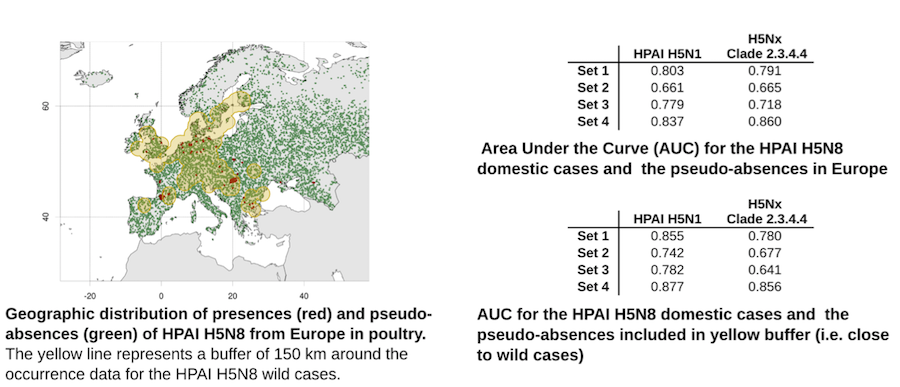 60
40
-20
0
20
40
Geographic distribution of presences (red) and pseudo-
absences (green) of HPAI H5N8 from Europe in poultry.
The yellow line represents a buffer of 150 km around the
occurrence data for the HPAI H5N8 wild cases.
H5Nx
HPAI H5N1 Clade 2.3.4.4
Set 1 0.803 0.791
Set 2 0.661 0.665
Set 3 0.779 0.718
Set 4 0.837 0.860
Area Under the Curve (AUC) for the HPAI H5N8
domestic cases and the pseudo-absences in Europe
H5Nx
HPAI H5N1 Clade 2.3.4.4
Set 1 0.855 0.780
Set 2 0.742 0.677
Set 3 0.782 0.641
Set 4 0.877 0.856
AUC for the HPAI H5N8 domestic cases and the
pseudo-absences included in yellow buffer (i.e. close
to wild cases)